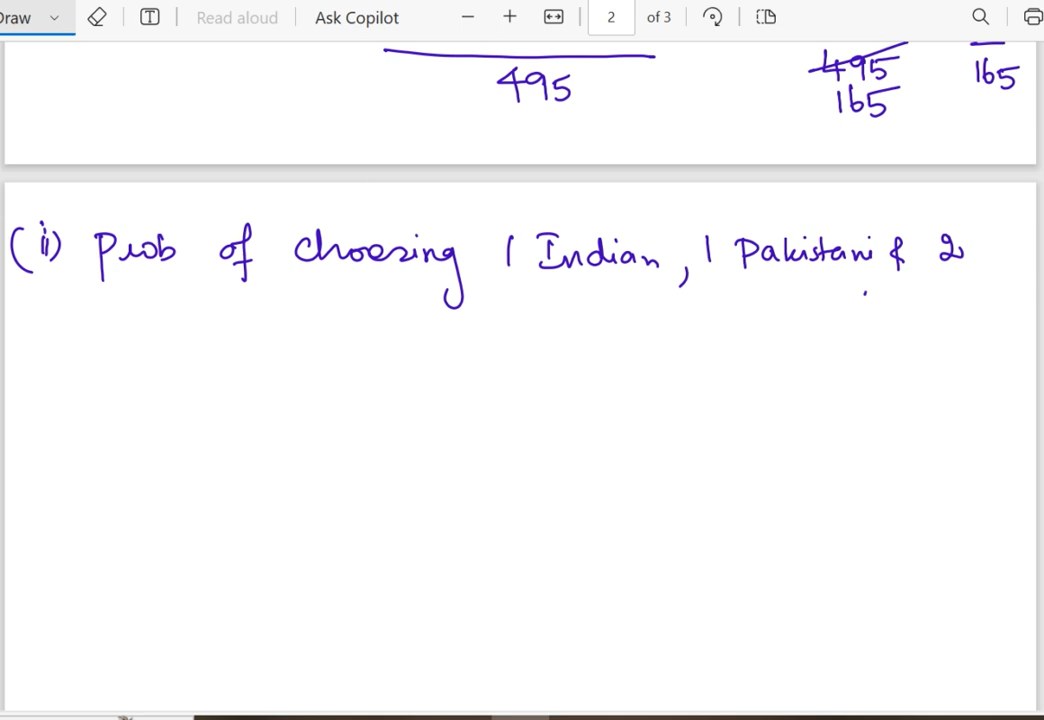 Draw
Read aloud
Ask Copilot
2 of 3
495
495
165
165
(ii) Prob of choosing 1 Indian, 1 Pakistani & 2